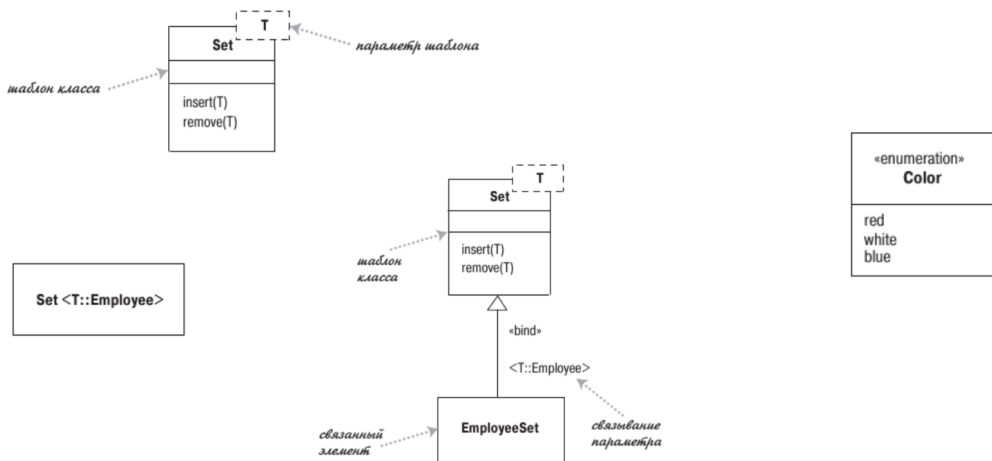 T
Set
параметр шаблона
шаблон класса
insert(T)
remove(T)
Set <T::Employee>
T
Set
шаблон
класса
insert(T)
remove(T)
«bind»
<T::Employee>
EmployeeSet
связанный
элемент
связывание
параметра
«enumeration»
Color
red
white
blue